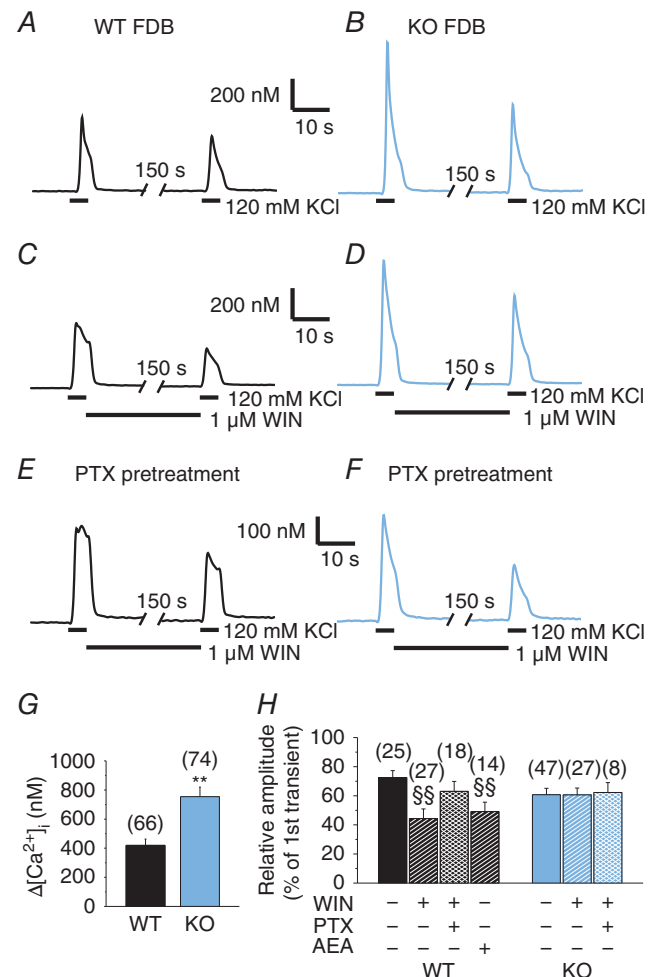 A WT FDB
B KO FDB
200 nM
10 s
150 s
120 mM KCl
150 s
120 mM KCl
C
D
200 nM
10 s
150 s
120 mM KCl
1 µM WIN
150 s
120 mM KCl
1 µM WIN
E PTX pretreatment
F PTX pretreatment
100 nM
10 s
150 s
120 mM KCl
1 µM WIN
150 s
120 mM KCl
1 µM WIN
G
Δ[Ca²⁺]ᵢ (nM)
1000
800
600
400
200
0
(66)
(74)
**
WT KO
H
Relative amplitude
(% of 1st transient)
100
80
60
40
20
0
(25) (27) (18) (14) (47) (27) (8)
§§ §§
WIN – + + – – + +
PTX – – + – – – +
AEA – – – + – – –
WT KO